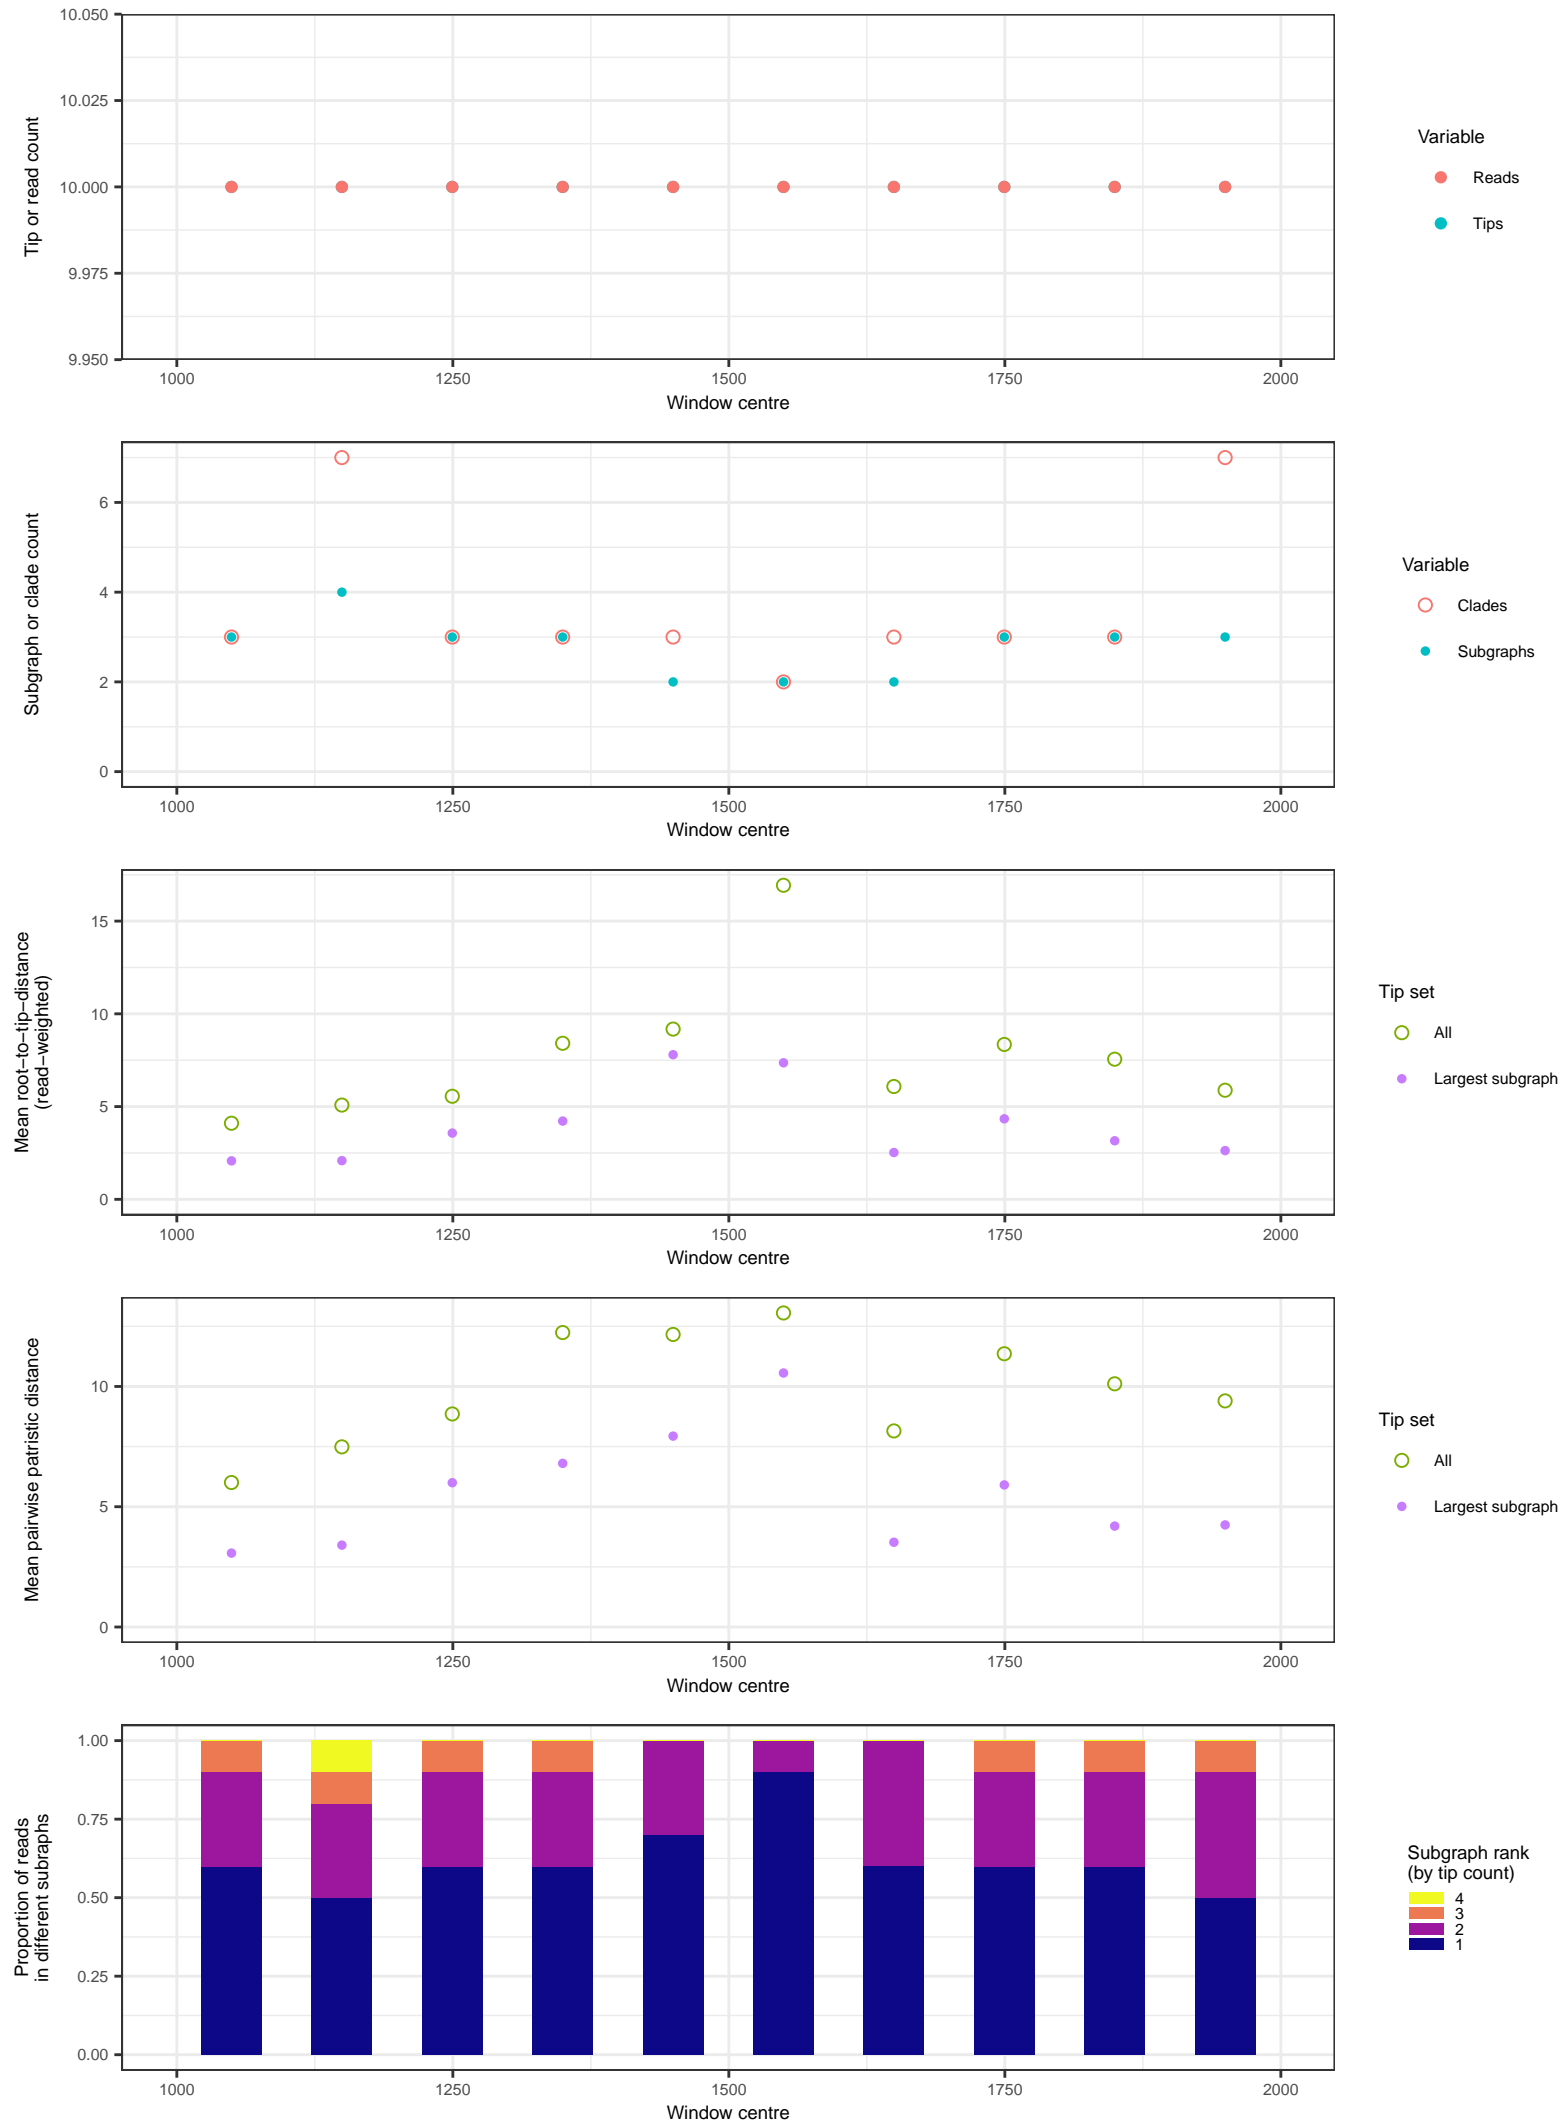 10.050
10.025
10.000
9.975
9.950
Tip or read count
1000 1250 1500 1750 2000
Window centre
Variable
Reads
Tips
6
4
2
0
Subgraph or clade count
1000 1250 1500 1750 2000
Window centre
Variable
Clades
Subgraphs
15
10
5
0
Mean root−to−tip−distance
(read−weighted)
1000 1250 1500 1750 2000
Window centre
Tip set
All
Largest subgraph
10
5
0
Mean pairwise patristic distance
1000 1250 1500 1750 2000
Window centre
Tip set
All
Largest subgraph
1.00
0.75
0.50
0.25
0.00
Proportion of reads
in different subraphs
1000 1250 1500 1750 2000
Window centre
Subgraph rank
(by tip count)
4
3
2
1